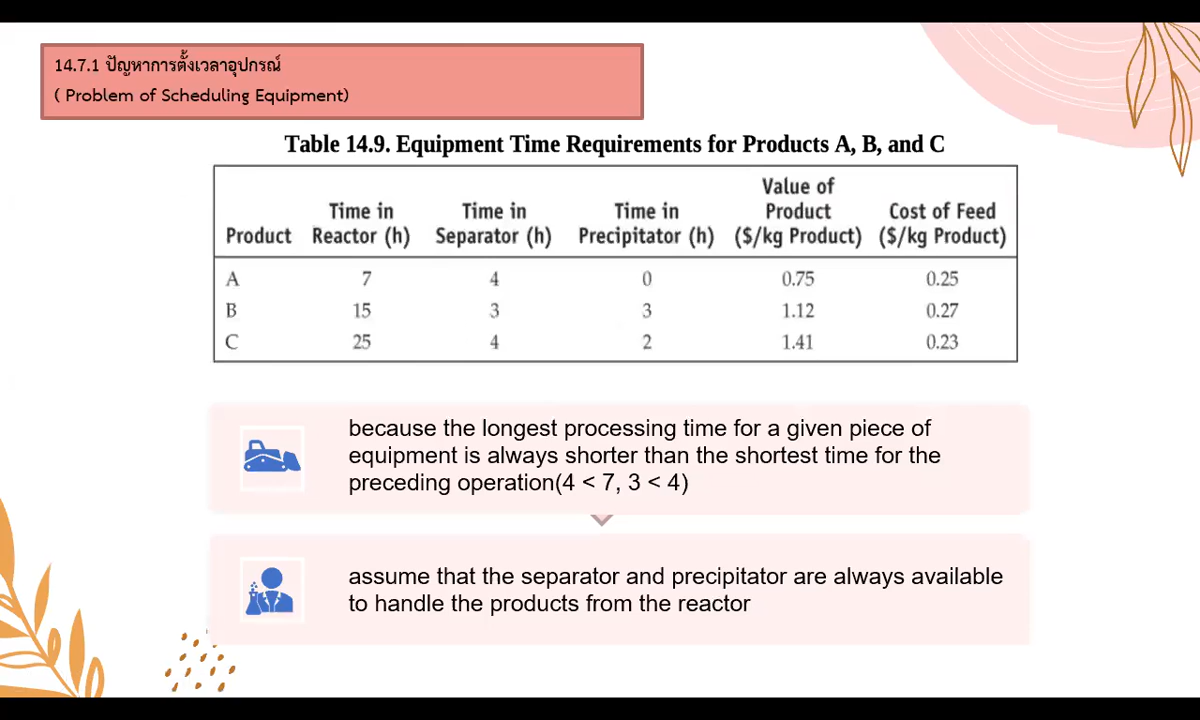 14.7.1 ปัญหาการตั้งเวลาอุปกรณ์
( Problem of Scheduling Equipment)
Table 14.9. Equipment Time Requirements for Products A, B, and C
Product Time in Reactor (h) Time in Separator (h) Time in Precipitator (h) Value of Product ($/kg Product) Cost of Feed ($/kg Product)
A 7 4 0 0.75 0.25
B 15 3 3 1.12 0.27
C 25 4 2 1.41 0.23
because the longest processing time for a given piece of
equipment is always shorter than the shortest time for the
preceding operation(4 < 7, 3 < 4)
assume that the separator and precipitator are always available
to handle the products from the reactor